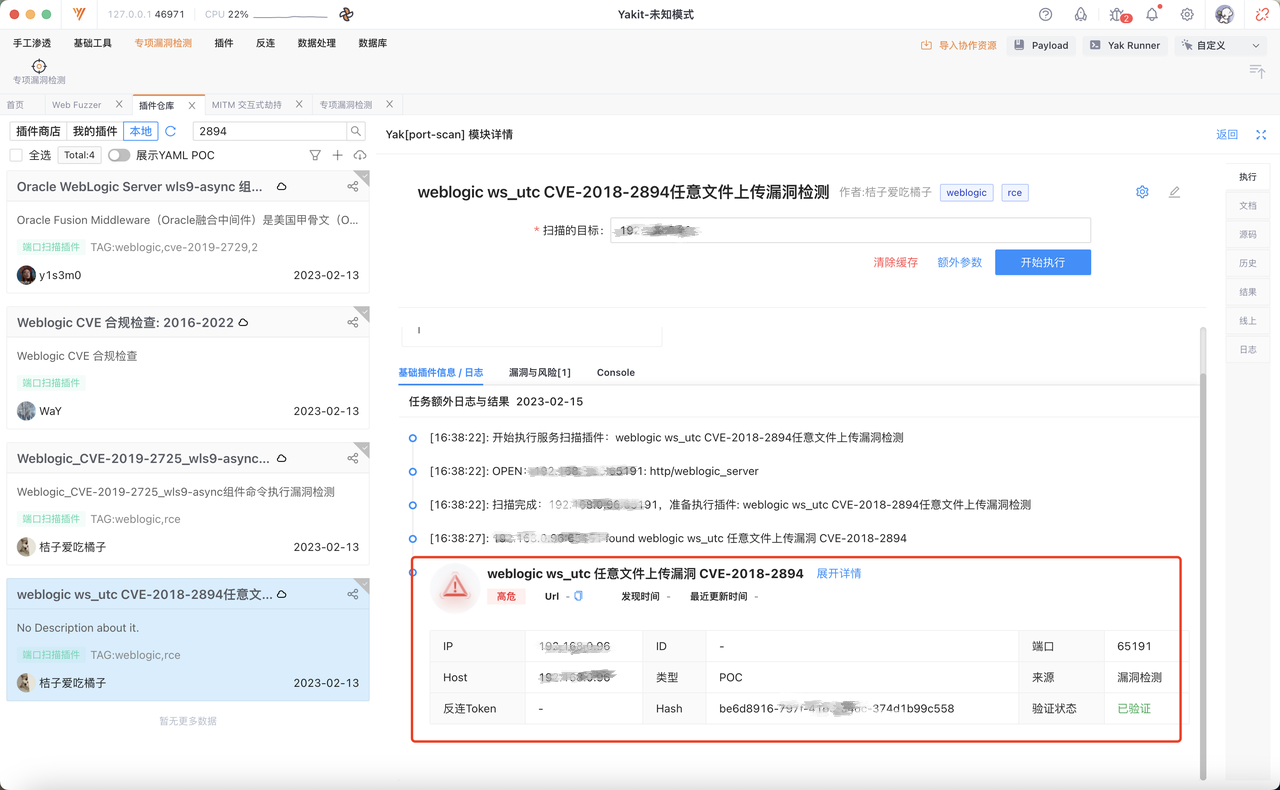 127.0.0.1 46971 CPU 22% Yakit-未知模式 2
手工渗透 基础工具 专项漏洞检测 插件 反连 数据处理 数据库 导入协作资源 Payload Yak Runner 自定义
专项漏洞检测
首页 Web Fuzzer 插件仓库 MITM 交互式劫持 专项漏洞检测
插件商店 我的插件 本地 2894
全选 Total:4 展示YAML POC
Oracle WebLogic Server wls9-async 组...
Oracle Fusion Middleware（Oracle融合中间件）是美国甲骨文（O...
端口扫描插件 TAG:weblogic,cve-2019-2729,2
y1s3m0 2023-02-13
Weblogic CVE 合规检查: 2016-2022
Weblogic CVE 合规检查
端口扫描插件
WaY 2023-02-13
Weblogic_CVE-2019-2725_wls9-async...
Weblogic_CVE-2019-2725_wls9-async组件命令执行漏洞检测
端口扫描插件 TAG:weblogic,rce
桔子爱吃橘子 2023-02-13
weblogic ws_utc CVE-2018-2894任意文...
No Description about it.
端口扫描插件 TAG:weblogic,rce
桔子爱吃橘子 2023-02-13
暂无更多数据
Yak[port-scan] 模块详情 返回
weblogic ws_utc CVE-2018-2894任意文件上传漏洞检测 作者:桔子爱吃橘子 weblogic rce
* 扫描的目标:
清除缓存 额外参数 开始执行
基础插件信息 / 日志 漏洞与风险[1] Console
任务额外日志与结果 2023-02-15
[16:38:22]: 开始执行服务扫描插件：weblogic ws_utc CVE-2018-2894任意文件上传漏洞检测
[16:38:22]: OPEN: 65191: http/weblogic_server
[16:38:22]: 扫描完成： 准备执行插件: weblogic ws_utc CVE-2018-2894任意文件上传漏洞检测
[16:38:27]: found weblogic ws_utc 任意文件上传漏洞 CVE-2018-2894
weblogic ws_utc 任意文件上传漏洞 CVE-2018-2894 展开详情
高危 Url - 发现时间 - 最近更新时间 -
IP ID - 端口 65191
Host 类型 POC 来源 漏洞检测
反连Token - Hash 验证状态 已验证
执行
文档
源码
历史
结果
线上
日志